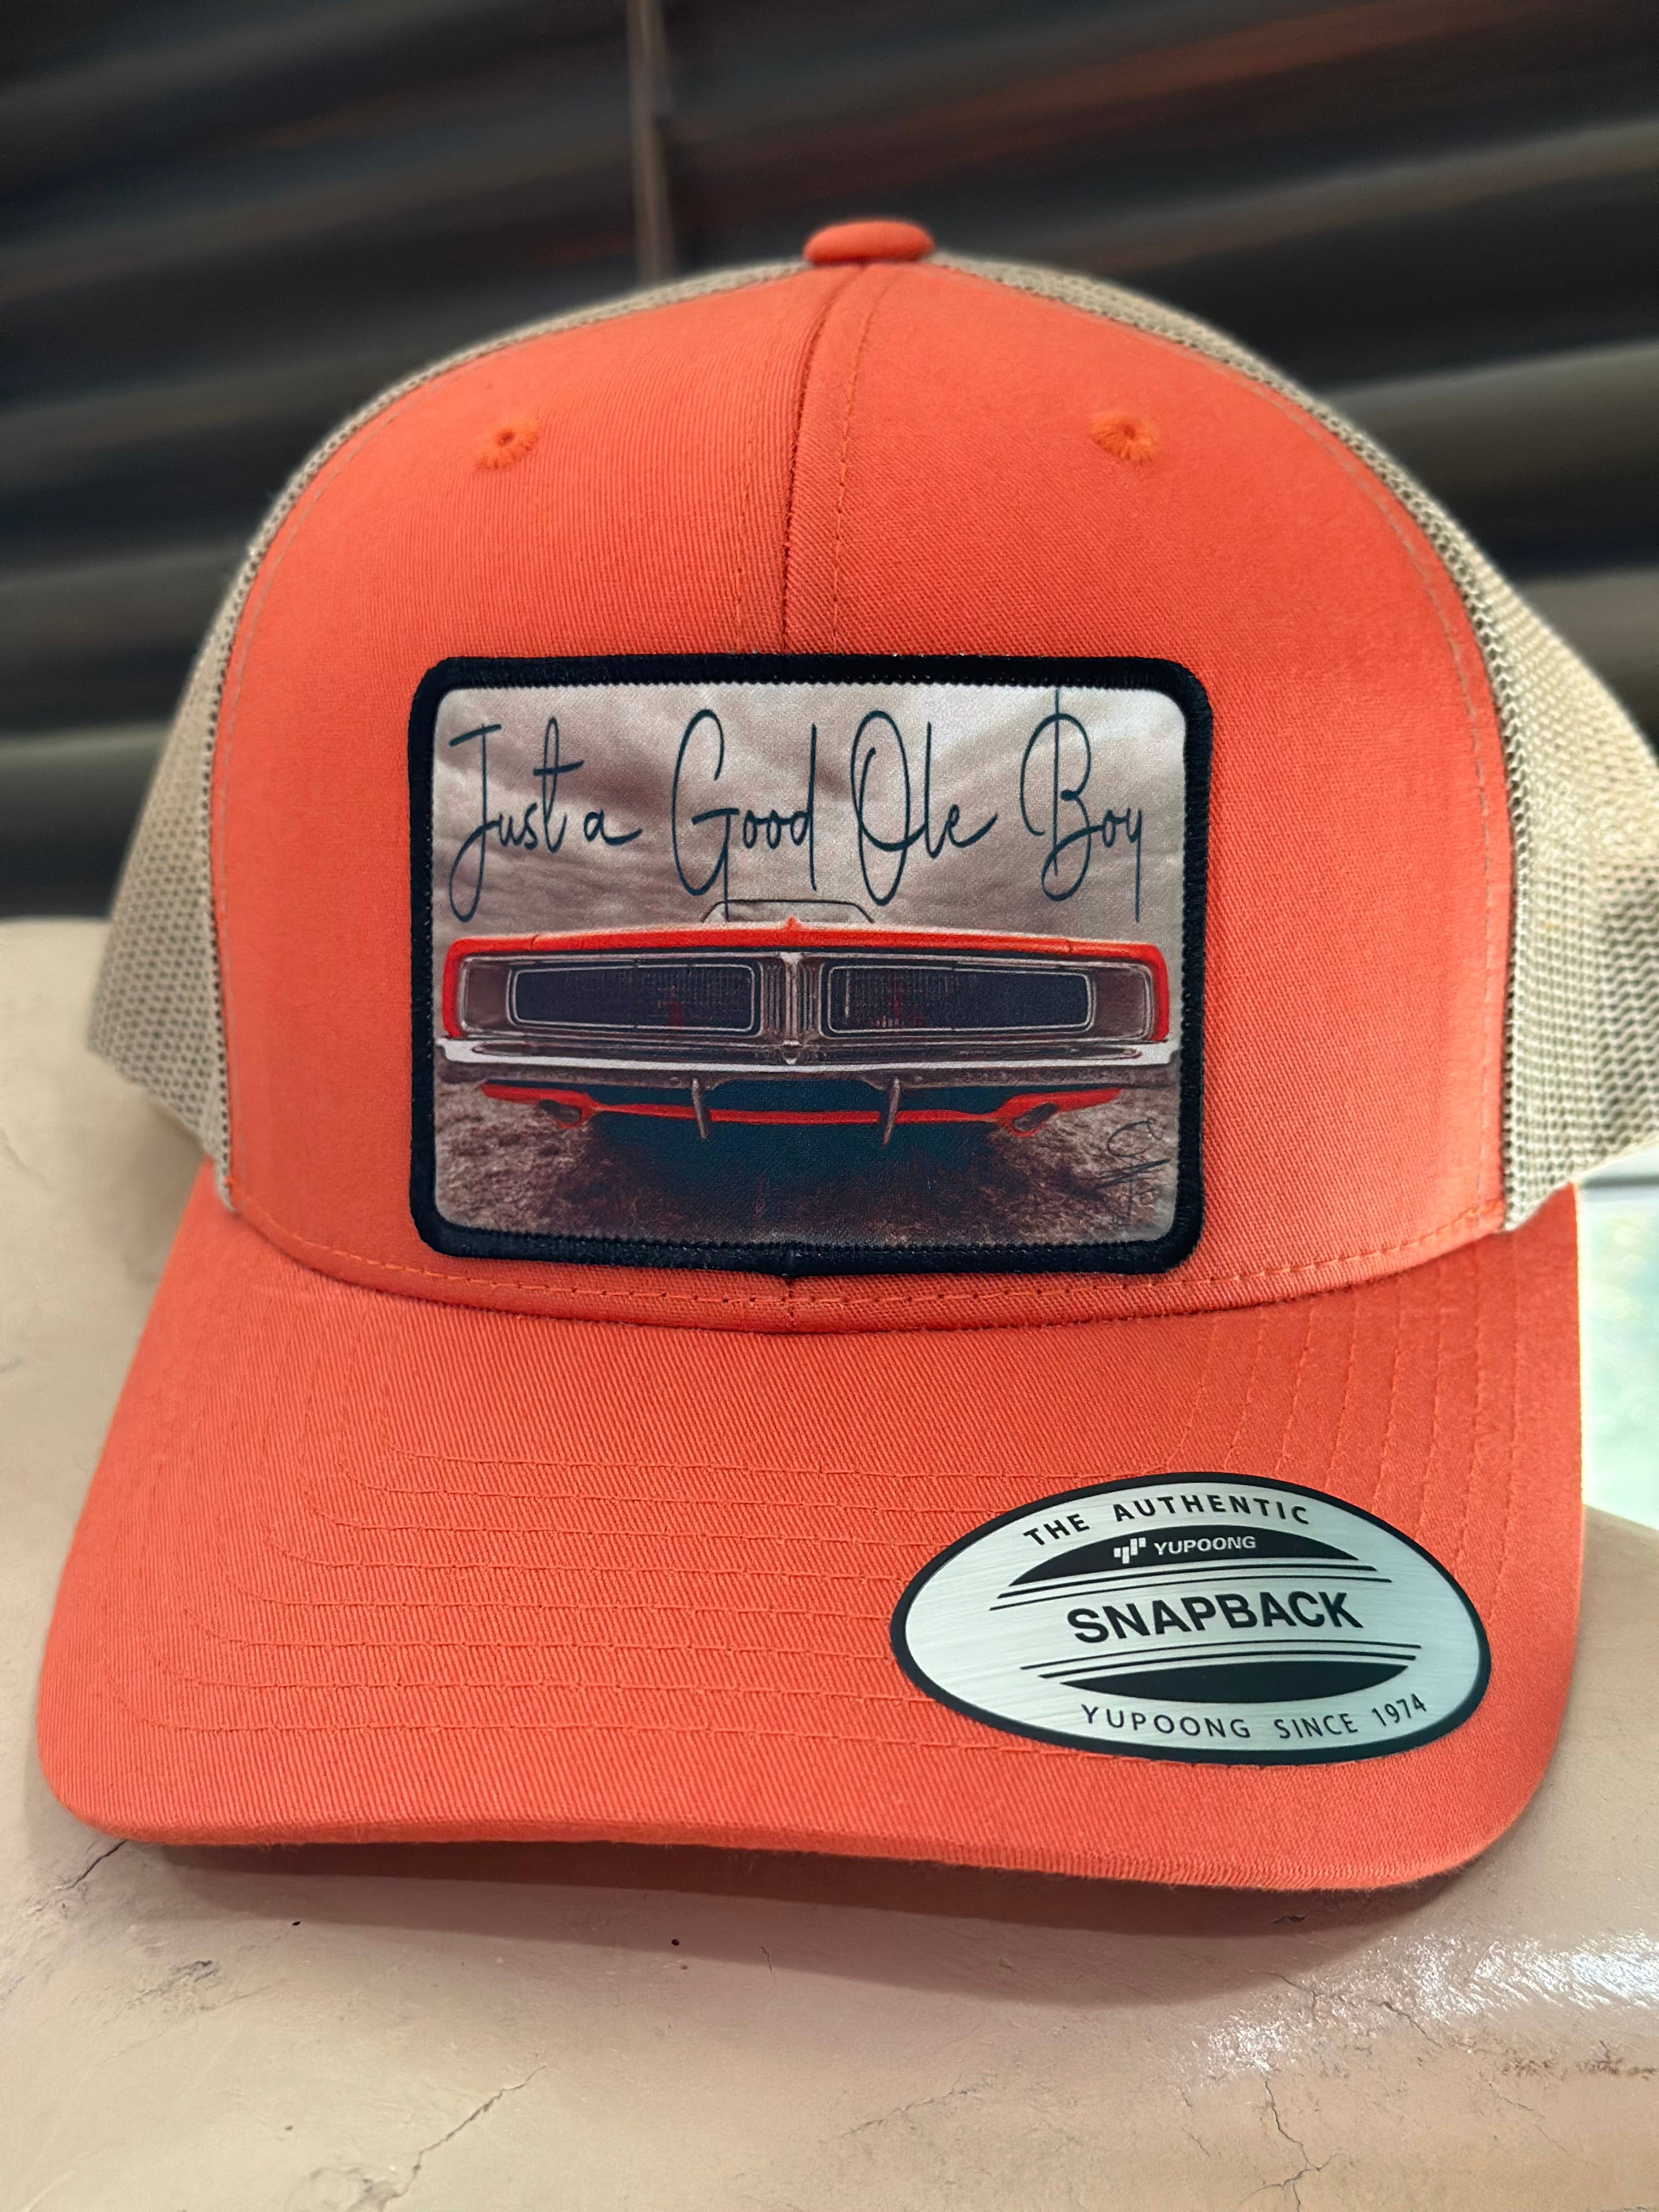 Just a Good Ole Boy
THE AUTHENTIC
YUPOONG
SNAPBACK
YUPOONG SINCE 1974